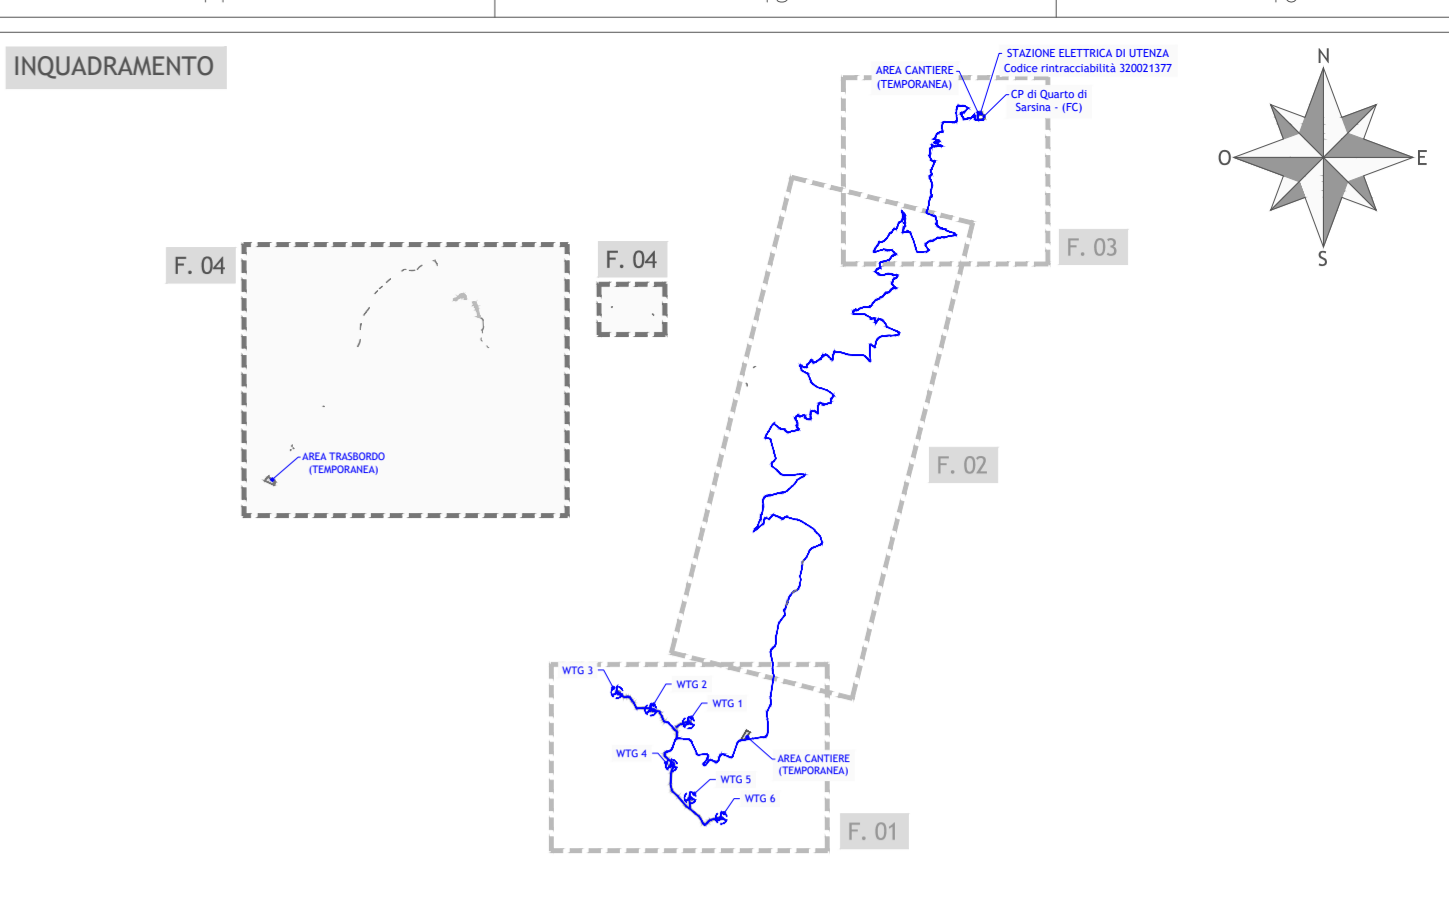 INQUADRAMENTO
STAZIONE ELETTRICA DI UTENZA
Codice rintracciabilità 320021377
AREA CANTIERE
(TEMPORANEA)
CP di Quarto di
Sarsina - (FC)
N
O
E
S
F. 03
F. 04
F. 04
AREA TRASBORDO
(TEMPORANEA)
F. 02
WTG 3
WTG 2
WTG 1
WTG 4
AREA CANTIERE
(TEMPORANEA)
WTG 5
WTG 6
F. 01